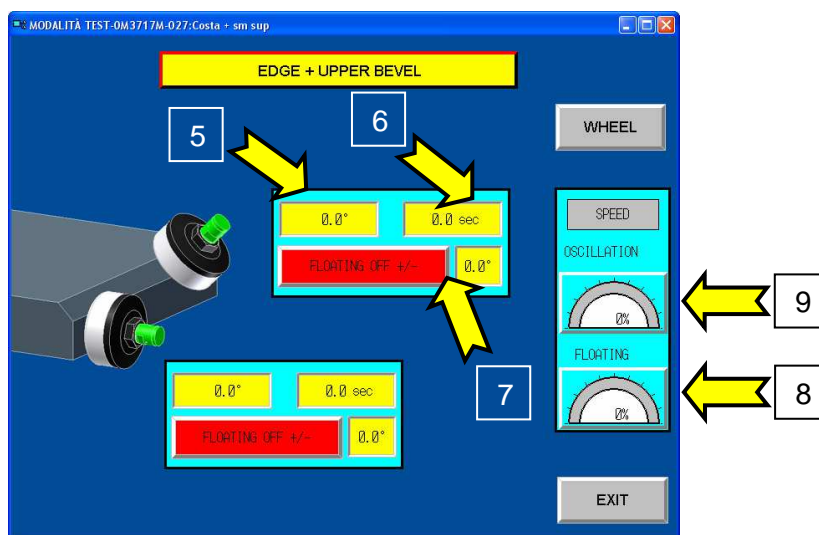 MODALITÀ TEST-0M3717M-027:Costa + sm sup
EDGE + UPPER BEVEL
5
6
WHEEL
0.0°
0.0 sec
FLOATING OFF +/-
0.0°
SPEED
OSCILLATION
0%
9
FLOATING
0%
8
7
0.0°
0.0 sec
FLOATING OFF +/-
0.0°
EXIT